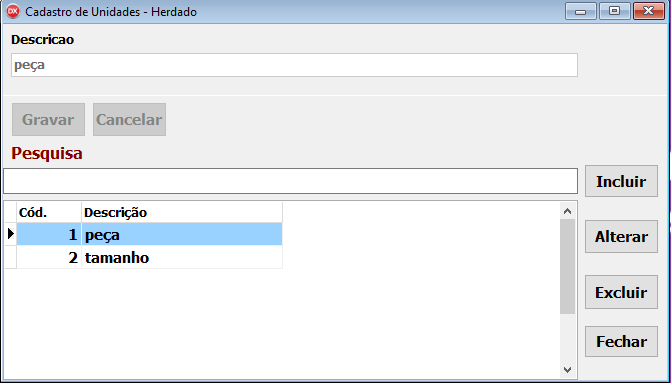 DX Cadastro de Unidades - Herdado
Descricao
peça
Gravar Cancelar
Pesquisa
Incluir
Cód. Descrição
1 peça
Alterar
2 tamanho
Excluir
Fechar